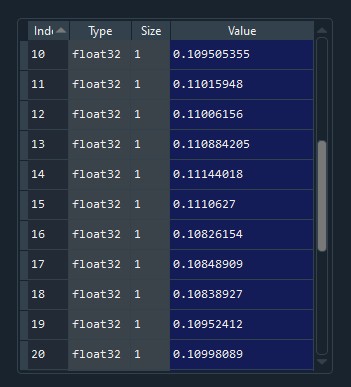 Inde Type Size Value
10 float32 1 0.109505355
11 float32 1 0.11015948
12 float32 1 0.11006156
13 float32 1 0.110884205
14 float32 1 0.11144018
15 float32 1 0.1110627
16 float32 1 0.10826154
17 float32 1 0.10848909
18 float32 1 0.10838927
19 float32 1 0.10952412
20 float32 1 0.10998089